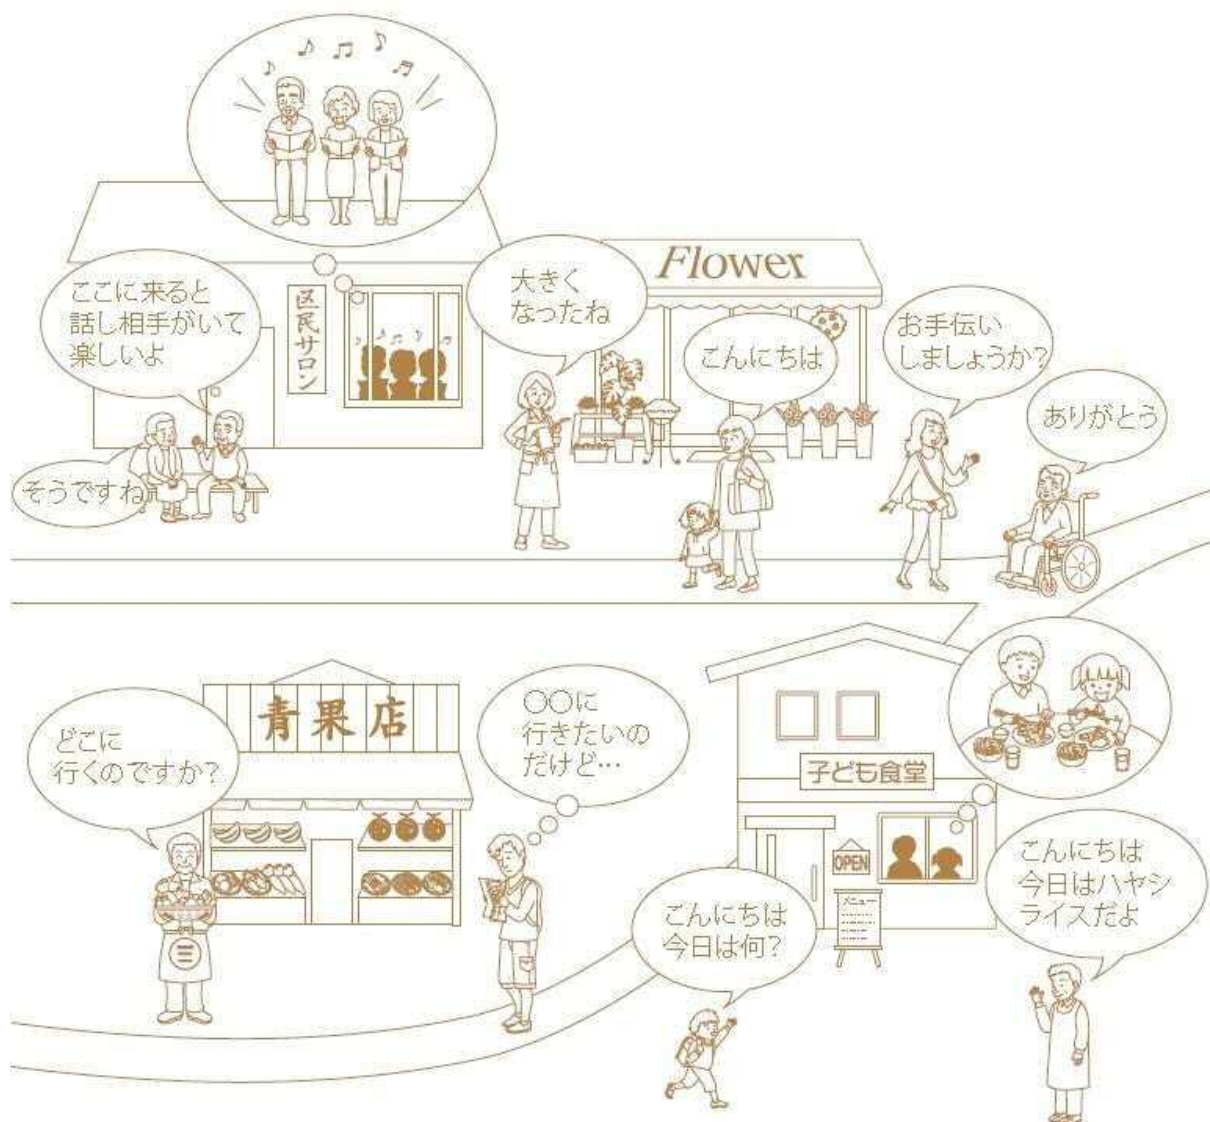 ここに来ると
話し相手がいて
楽しいよ
そうですね
区民サロン
大きく
なったね
Flower
こんにちは
お手伝い
しましょうか?
ありがとう
どこに
行くのですか?
青果店
〇〇に
行きたいの
だけど…
子ども食堂
OPEN
メニュー
こんにちは
今日は何?
こんにちは
今日はハヤシ
ライスだよ